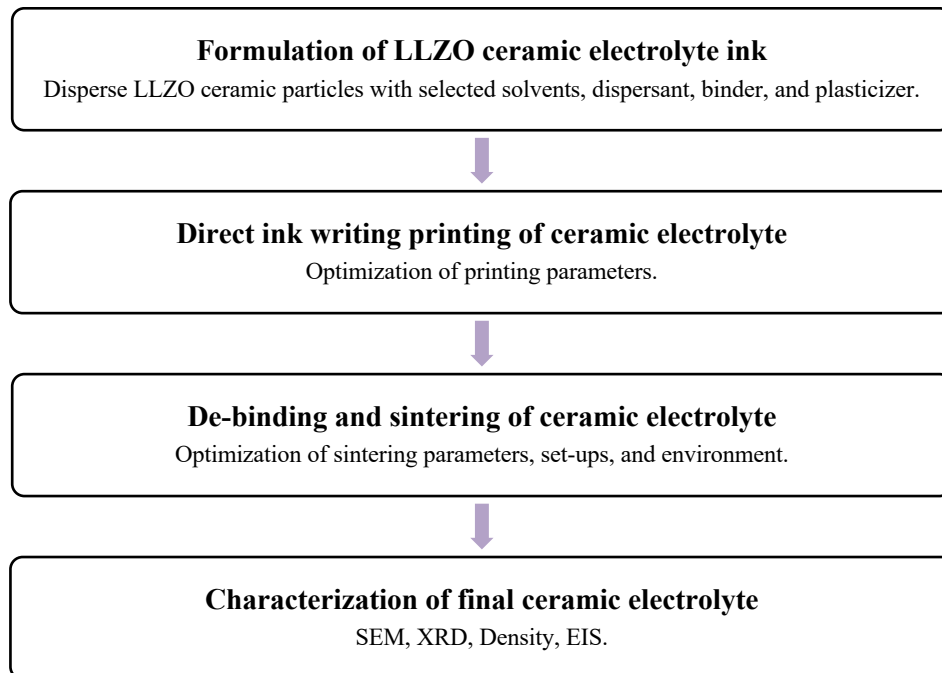 Formulation of LLZO ceramic electrolyte ink
Disperse LLZO ceramic particles with selected solvents, dispersant, binder, and plasticizer.
Direct ink writing printing of ceramic electrolyte
Optimization of printing parameters.
De-binding and sintering of ceramic electrolyte
Optimization of sintering parameters, set-ups, and environment.
Characterization of final ceramic electrolyte
SEM, XRD, Density, EIS.